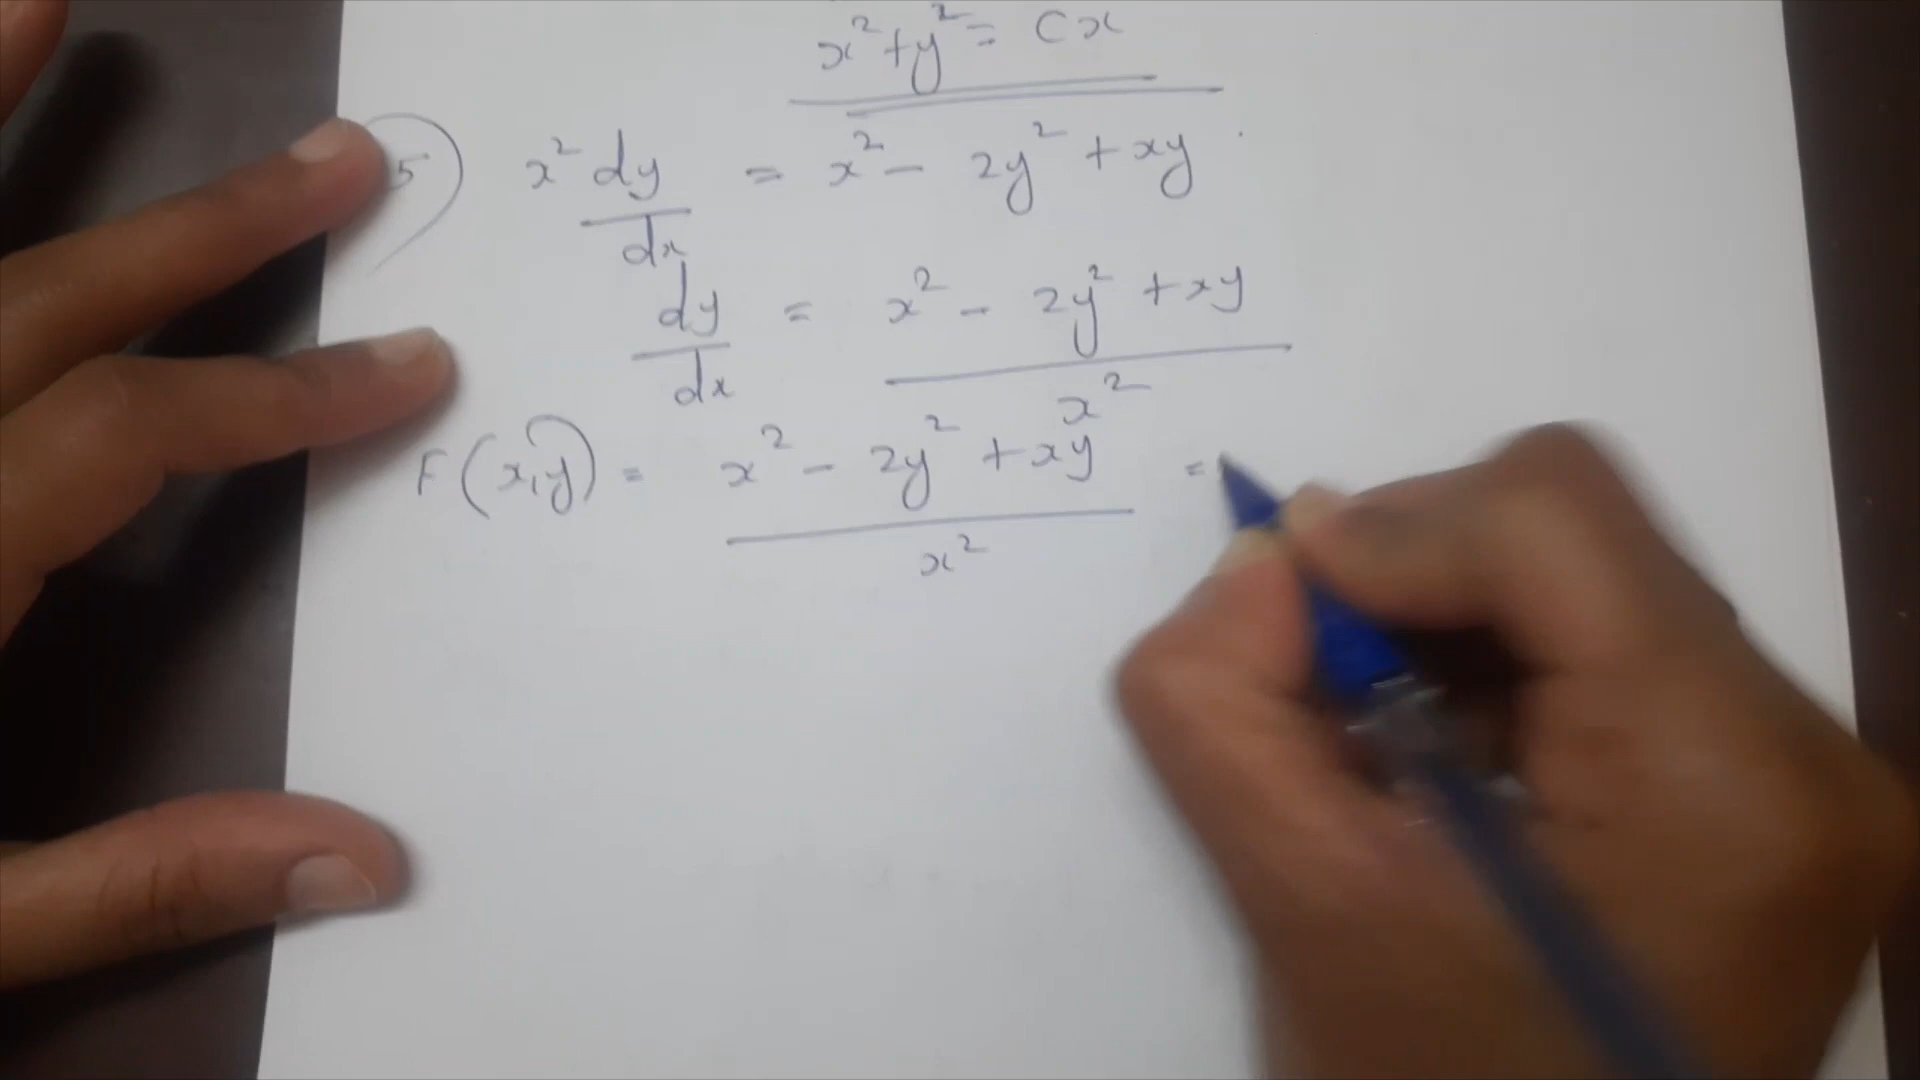 x² + y² = Cx
5) x² dy/dx = x² - 2y² + xy
dy/dx = (x² - 2y² + xy)/x²
F(x,y) = (x² - 2y² + xy)/x² =